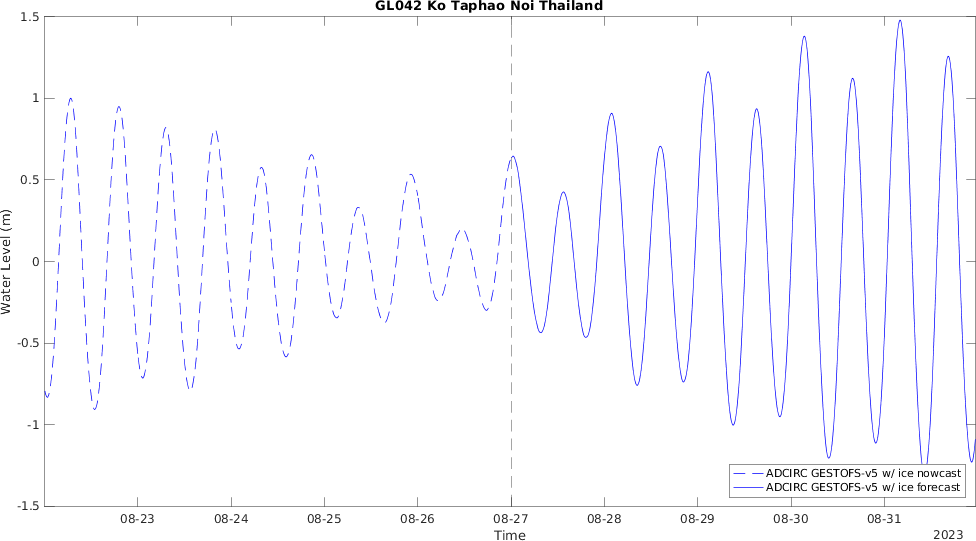 GL042 Ko Taphao Noi Thailand
1.5
1
0.5
0
-0.5
-1
-1.5
Water Level (m)
ADCIRC GESTOFS-v5 w/ ice nowcast
ADCIRC GESTOFS-v5 w/ ice forecast
08-23 08-24 08-25 08-26 08-27 08-28 08-29 08-30 08-31
Time
2023